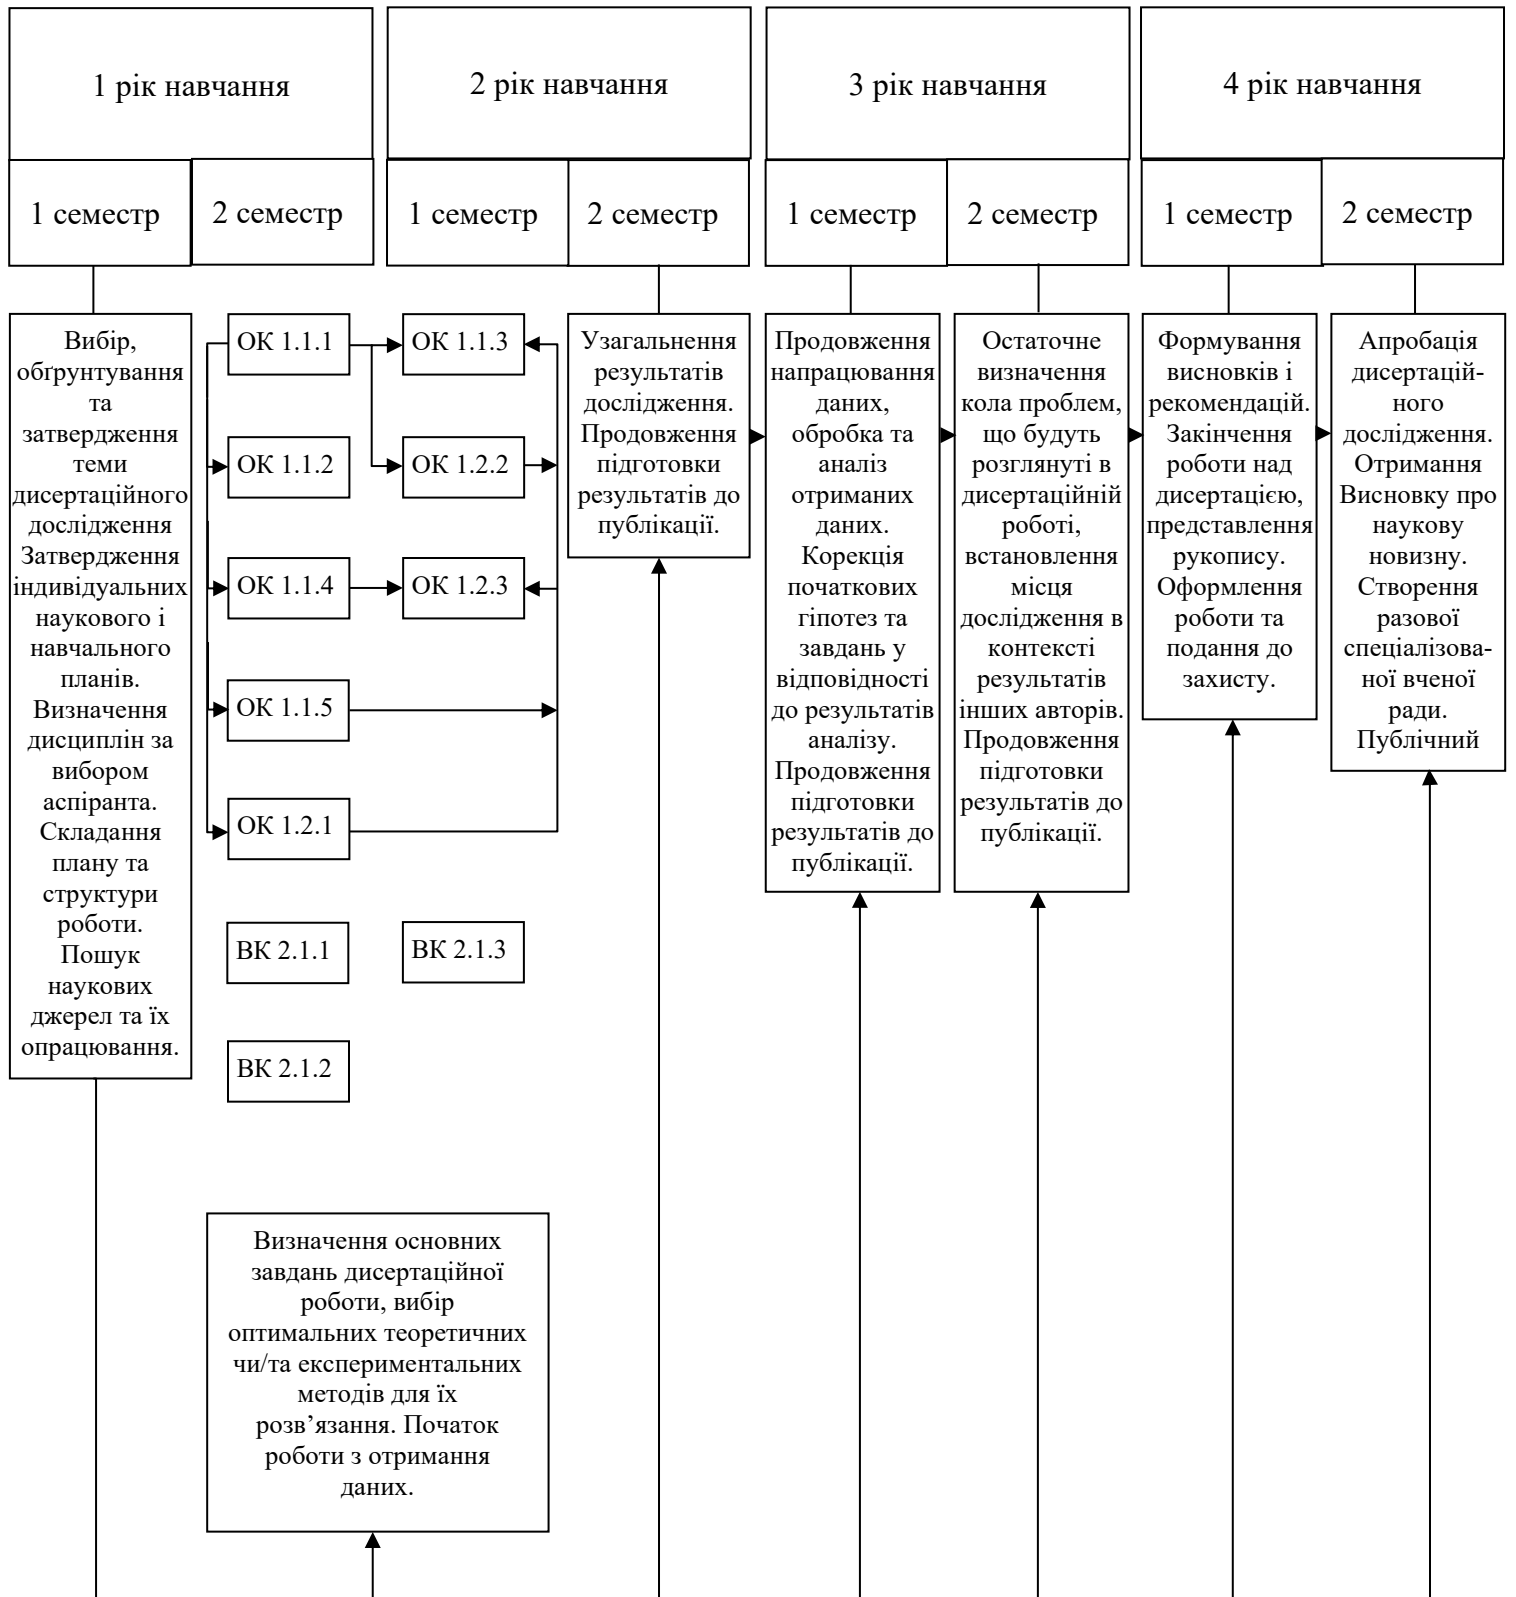 1 рік навчання
2 рік навчання
3 рік навчання
4 рік навчання
1 семестр
2 семестр
1 семестр
2 семестр
1 семестр
2 семестр
1 семестр
2 семестр
Вибір,
обґрунтування
та
затвердження
теми
дисертаційного
дослідження
Затвердження
індивідуальних
наукового і
навчального
планів.
Визначення
дисциплін за
вибором
аспіранта.
Складання
плану та
структури
роботи.
Пошук
наукових
джерел та їх
опрацювання.
ОК 1.1.1
ОК 1.1.2
ОК 1.1.4
ОК 1.1.5
ОК 1.2.1
ВК 2.1.1
ВК 2.1.2
ОК 1.1.3
ОК 1.2.2
ОК 1.2.3
ВК 2.1.3
Визначення основних
завдань дисертаційної
роботи, вибір
оптимальних теоретичних
чи/та експериментальних
методів для їх
розв’язання. Початок
роботи з отримання
даних.
Узагальнення
результатів
дослідження.
Продовження
підготовки
результатів до
публікації.
Продовження
напрацювання
даних,
обробка та
аналіз
отриманих
даних.
Корекція
початкових
гіпотез та
завдань у
відповідності
до результатів
аналізу.
Продовження
підготовки
результатів до
публікації.
Остаточне
визначення
кола проблем,
що будуть
розглянуті в
дисертаційній
роботі,
встановлення
місця
дослідження в
контексті
результатів
інших авторів.
Продовження
підготовки
результатів до
публікації.
Формування
висновків і
рекомендацій.
Закінчення
роботи над
дисертацією,
представлення
рукопису.
Оформлення
роботи та
подання до
захисту.
Апробація
дисертацій-
ного
дослідження.
Отримання
Висновку про
наукову
новизну.
Створення
разової
спеціалізова-
ної вченої
ради.
Публічний